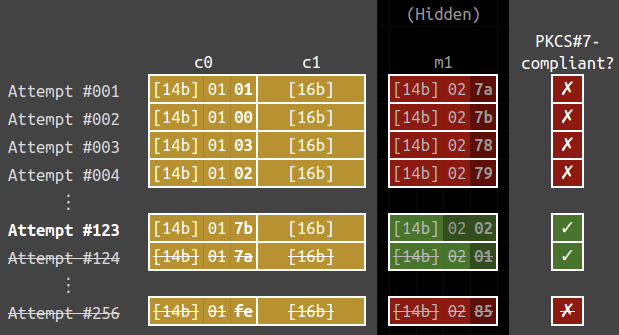 (Hidden)
PKCS#7-
c0 c1 m1 compliant?
Attempt #001 [14b] 01 01 [16b] [14b] 02 7a ✗
Attempt #002 [14b] 01 00 [16b] [14b] 02 7b ✗
Attempt #003 [14b] 01 03 [16b] [14b] 02 78 ✗
Attempt #004 [14b] 01 02 [16b] [14b] 02 79 ✗
⋮
Attempt #123 [14b] 01 7b [16b] [14b] 02 02 ✓
Attempt #124 [14b] 01 7a [16b] [14b] 02 01 ✓
⋮
Attempt #256 [14b] 01 fe [16b] [14b] 02 85 ✗